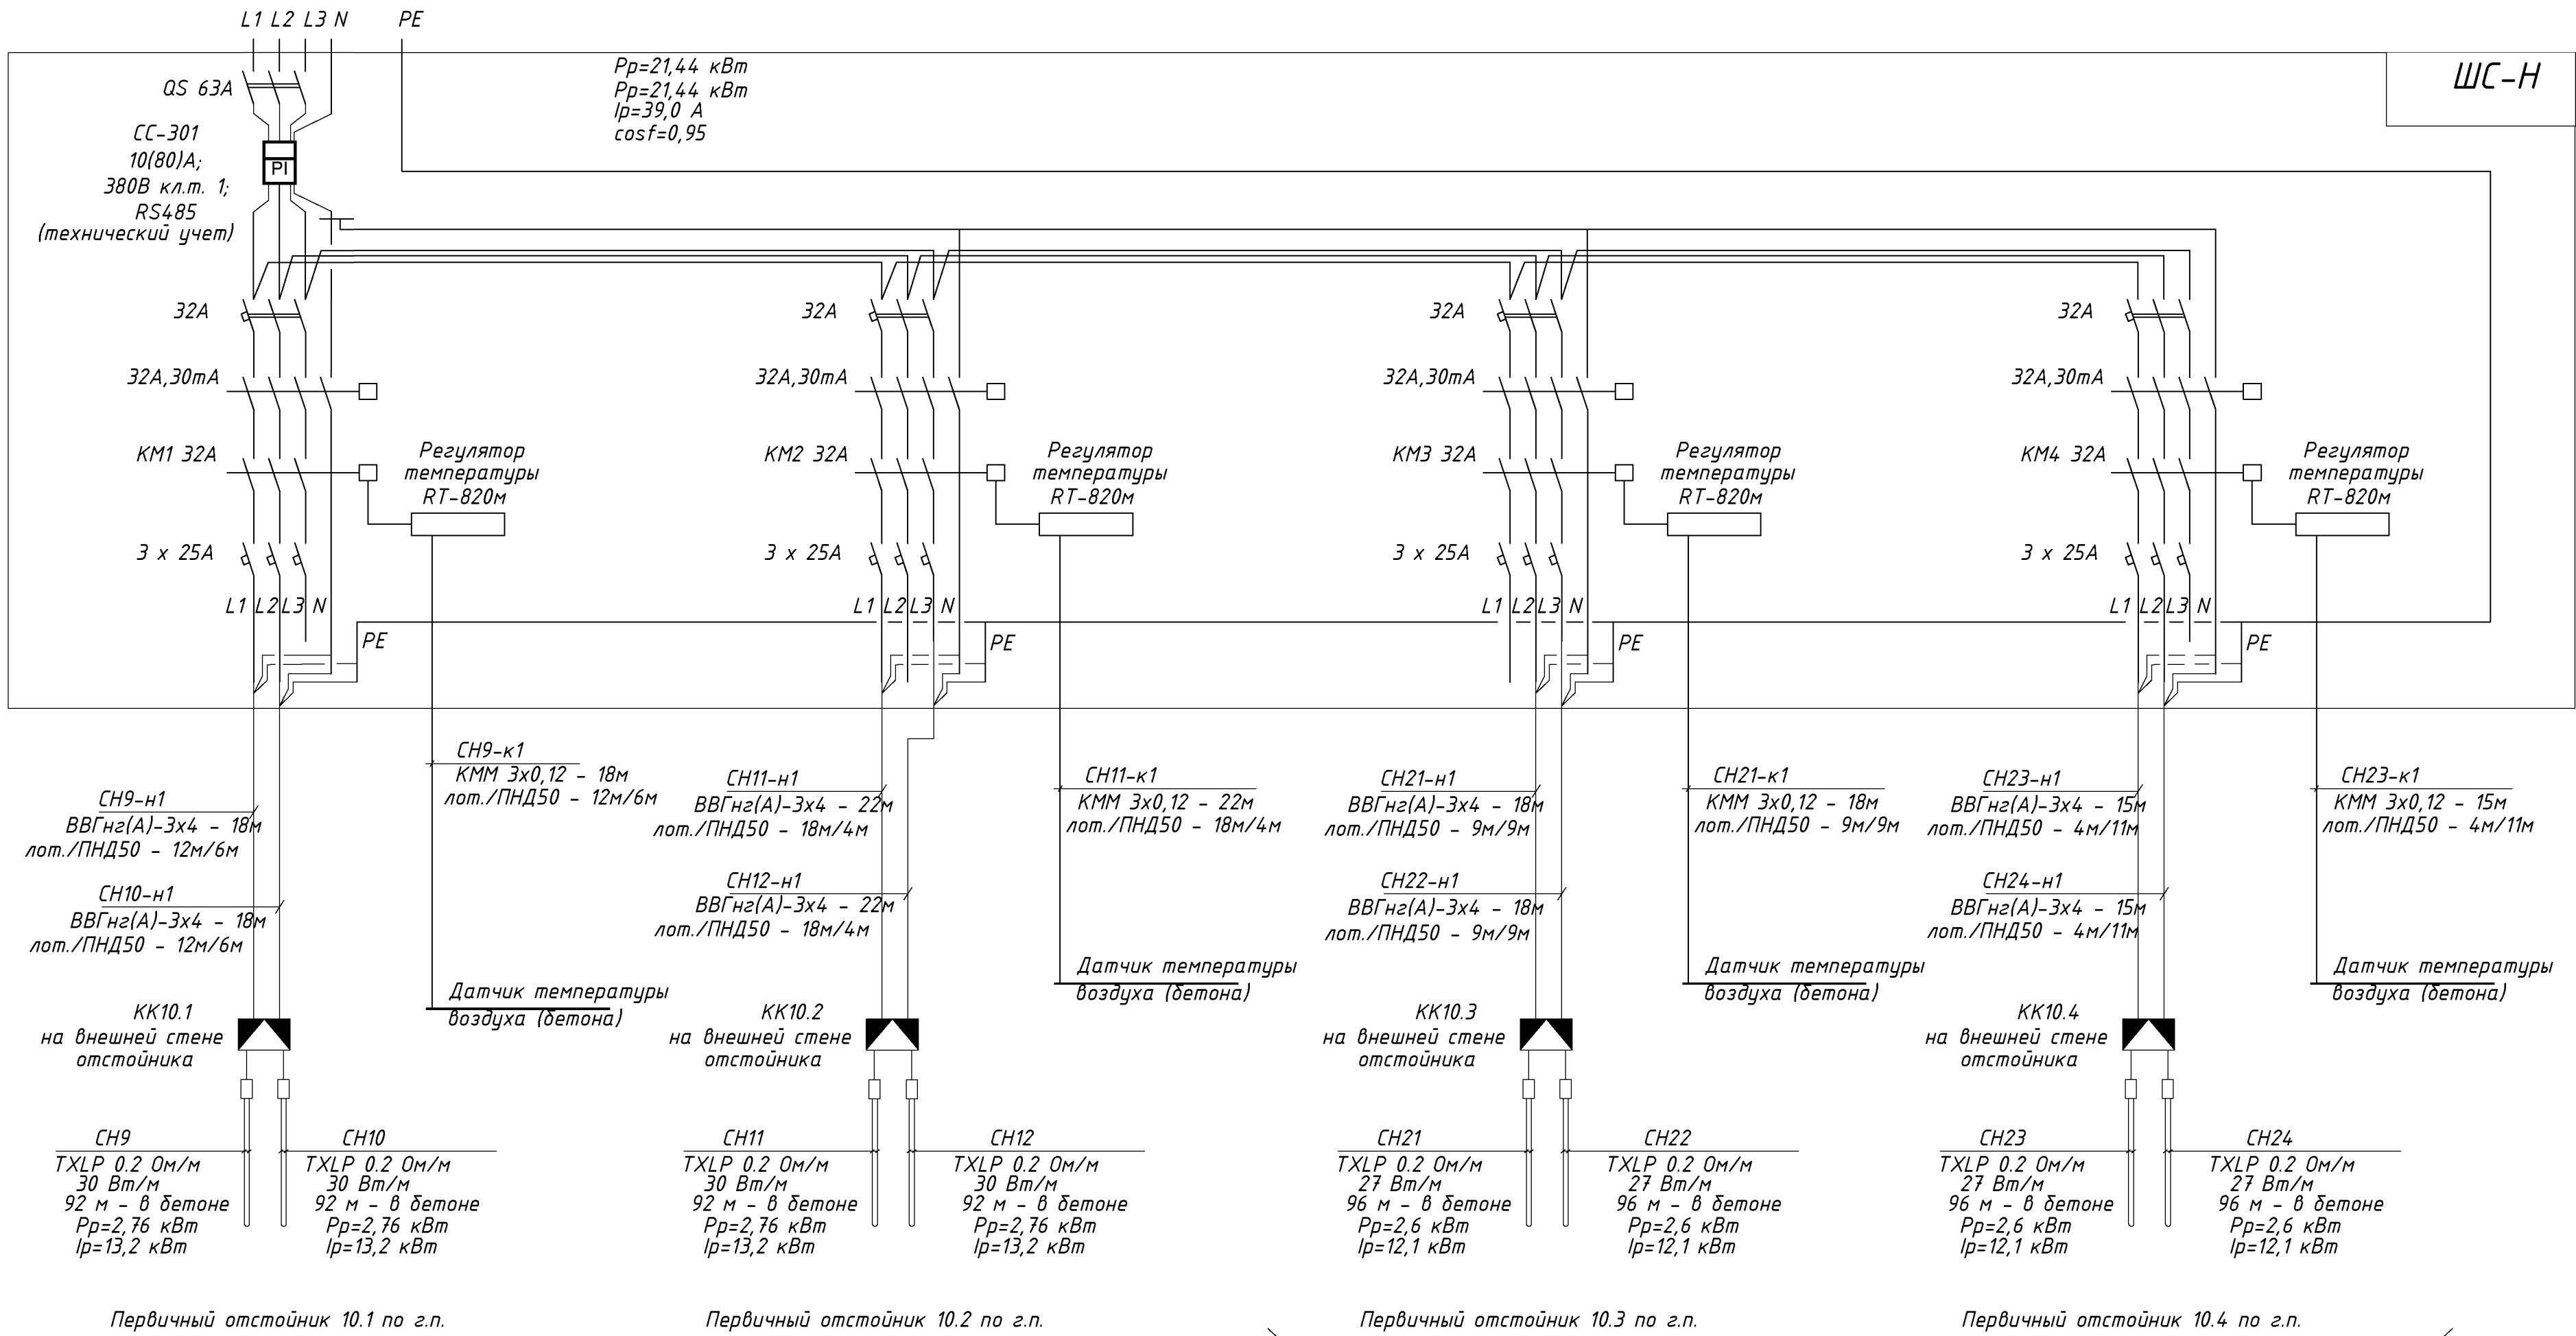 L1 L2 L3 N PE
ШС-Н
QS 63А
Рр=21,44 кВт
Рр=21,44 кВт
Iр=39,0 А
cosf=0,95
СС-301
10(80)А;
380В кл.т. 1;
RS485
(технический учет)
PI
32А
32А
32А
32А
32А,30mA
32А,30mA
32А,30mA
32А,30mA
КМ1 32А
Регулятор
температуры
RT-820м
КМ2 32А
Регулятор
температуры
RT-820м
КМ3 32А
Регулятор
температуры
RT-820м
КМ4 32А
Регулятор
температуры
RT-820м
3 х 25А
3 х 25А
3 х 25А
3 х 25А
L1 L2 L3 N
L1 L2 L3 N
L1 L2 L3 N
L1 L2 L3 N
PE
PE
PE
PE
СН9-к1
КММ 3х0,12 - 18м
лот./ПНД50 - 12м/6м
СН9-н1
ВВГнг(А)-3х4 - 18м
лот./ПНД50 - 12м/6м
СН10-н1
ВВГнг(А)-3х4 - 18м
лот./ПНД50 - 12м/6м
СН11-н1
ВВГнг(А)-3х4 - 22м
лот./ПНД50 - 18м/4м
СН12-н1
ВВГнг(А)-3х4 - 22м
лот./ПНД50 - 18м/4м
СН11-к1
КММ 3х0,12 - 22м
лот./ПНД50 - 18м/4м
СН21-н1
ВВГнг(А)-3х4 - 18м
лот./ПНД50 - 9м/9м
СН22-н1
ВВГнг(А)-3х4 - 18м
лот./ПНД50 - 9м/9м
СН21-к1
КММ 3х0,12 - 18м
лот./ПНД50 - 9м/9м
СН23-н1
ВВГнг(А)-3х4 - 15м
лот./ПНД50 - 4м/11м
СН24-н1
ВВГнг(А)-3х4 - 15м
лот./ПНД50 - 4м/11м
СН23-к1
КММ 3х0,12 - 15м
лот./ПНД50 - 4м/11м
Датчик температуры
воздуха (бетона)
Датчик температуры
воздуха (бетона)
Датчик температуры
воздуха (бетона)
Датчик температуры
воздуха (бетона)
КК10.1
на внешней стене
отстойника
КК10.2
на внешней стене
отстойника
КК10.3
на внешней стене
отстойника
КК10.4
на внешней стене
отстойника
СН9
TXLP 0.2 Ом/м
30 Вт/м
92 м - в бетоне
Рр=2,76 кВт
Iр=13,2 кВт
СН10
TXLP 0.2 Ом/м
30 Вт/м
92 м - в бетоне
Рр=2,76 кВт
Iр=13,2 кВт
СН11
TXLP 0.2 Ом/м
30 Вт/м
92 м - в бетоне
Рр=2,76 кВт
Iр=13,2 кВт
СН12
TXLP 0.2 Ом/м
30 Вт/м
92 м - в бетоне
Рр=2,76 кВт
Iр=13,2 кВт
СН21
TXLP 0.2 Ом/м
27 Вт/м
96 м - в бетоне
Рр=2,6 кВт
Iр=12,1 кВт
СН22
TXLP 0.2 Ом/м
27 Вт/м
96 м - в бетоне
Рр=2,6 кВт
Iр=12,1 кВт
СН23
TXLP 0.2 Ом/м
27 Вт/м
96 м - в бетоне
Рр=2,6 кВт
Iр=12,1 кВт
СН24
TXLP 0.2 Ом/м
27 Вт/м
96 м - в бетоне
Рр=2,6 кВт
Iр=12,1 кВт
Первичный отстойник 10.1 по г.п.
Первичный отстойник 10.2 по г.п.
Первичный отстойник 10.3 по г.п.
Первичный отстойник 10.4 по г.п.